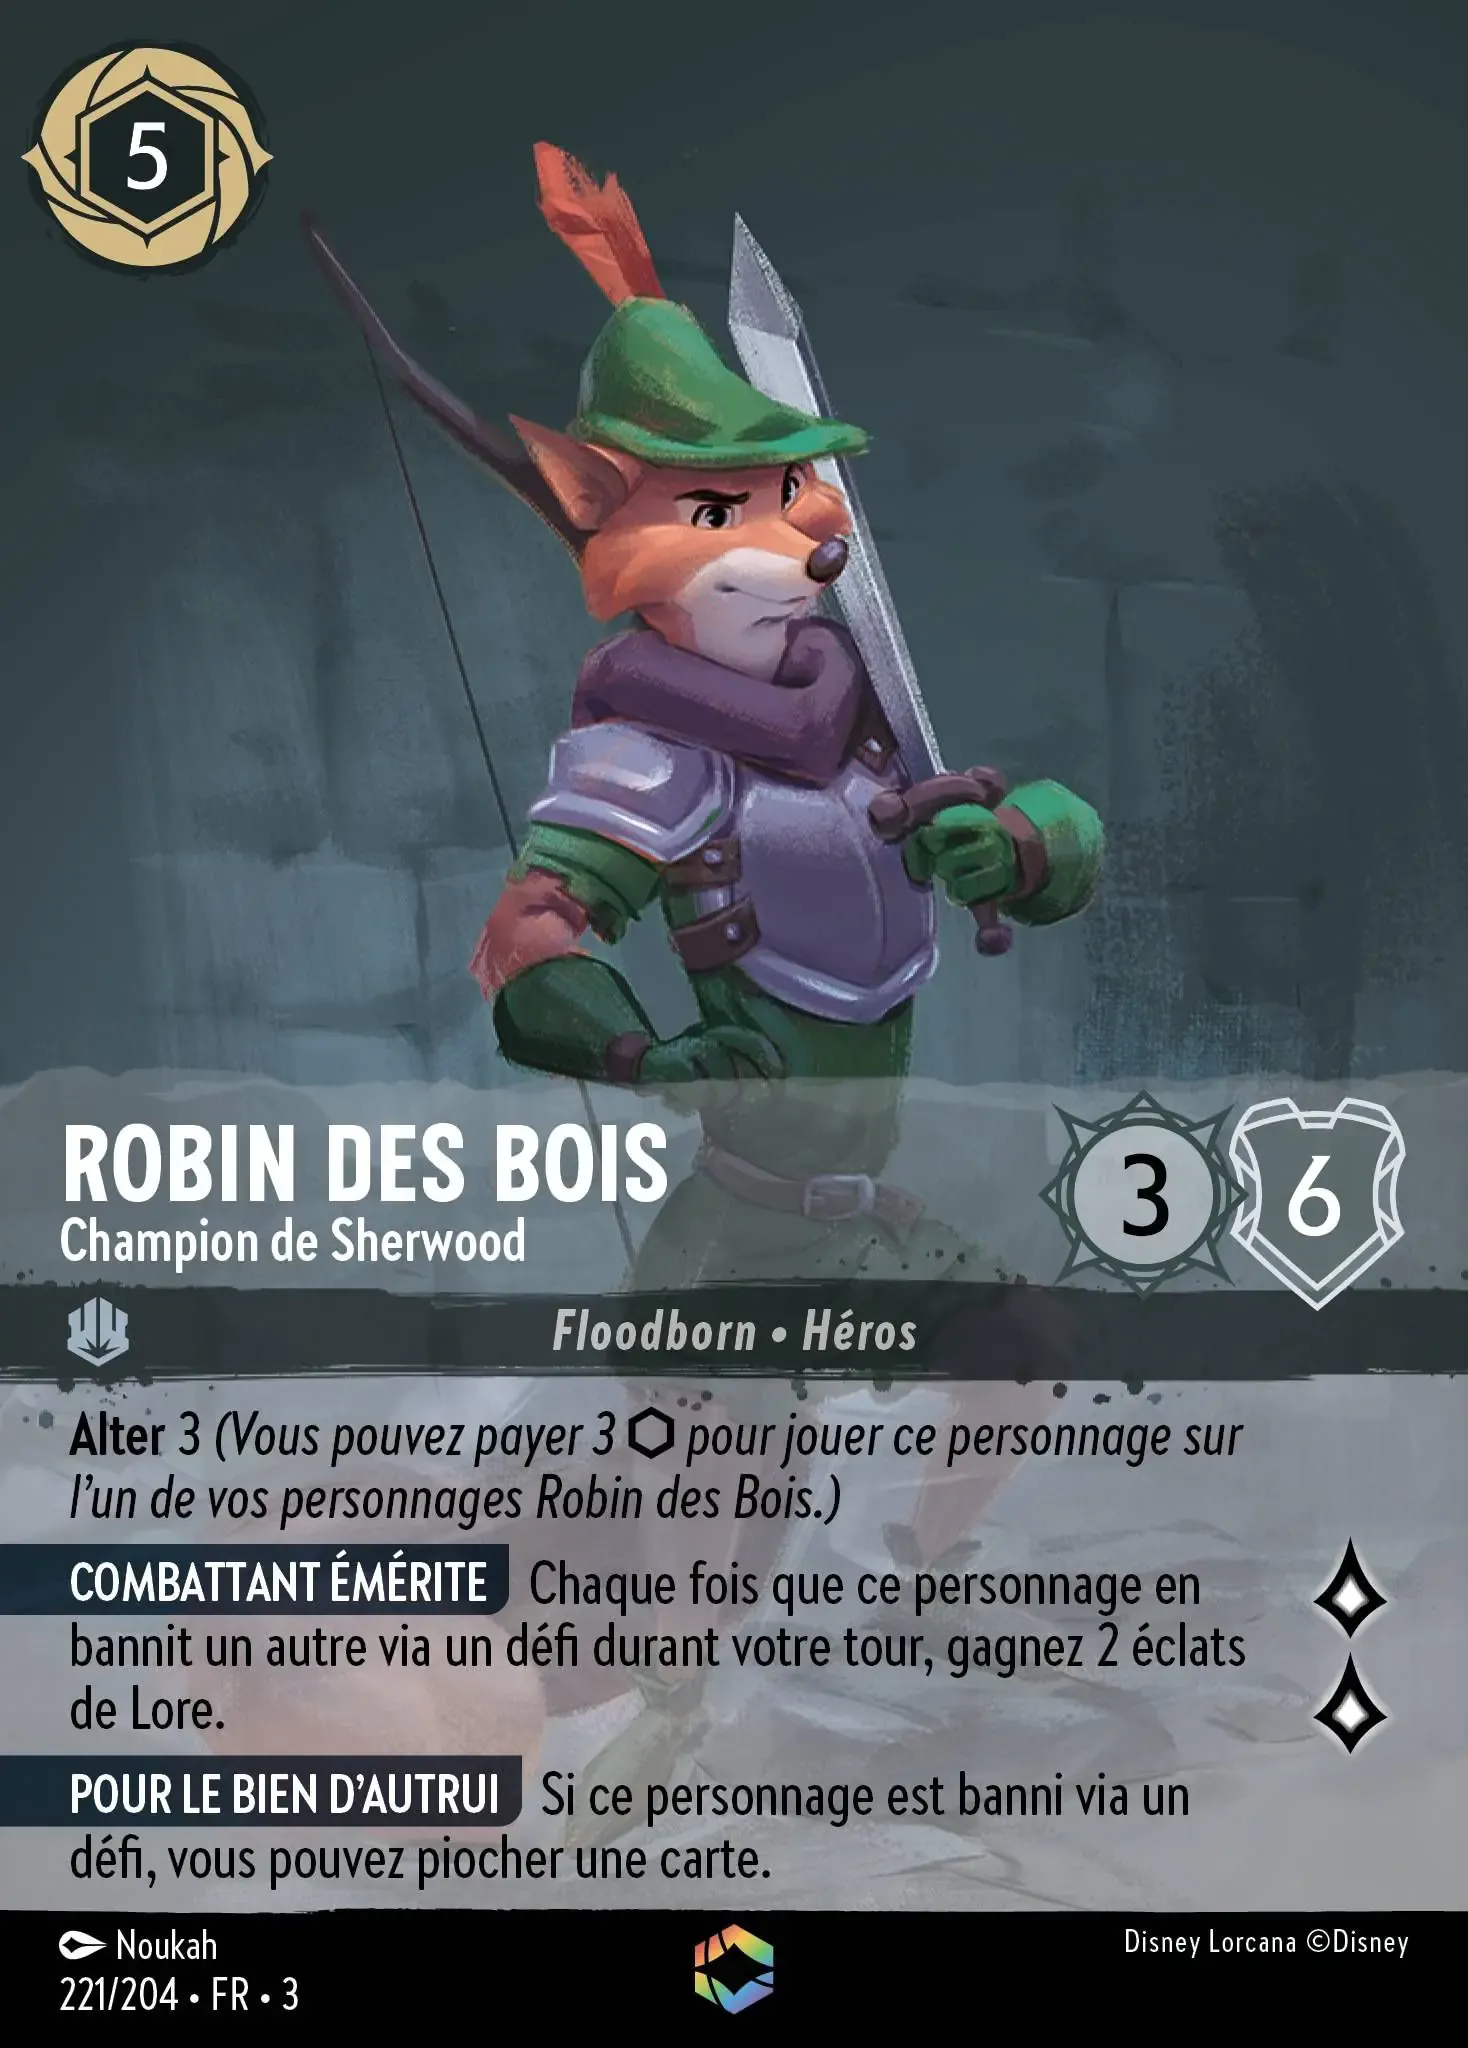 5
ROBIN DES BOIS
Champion de Sherwood
3
6
Floodborn • Héros
Alter 3 (Vous pouvez payer 3 ⬡ pour jouer ce personnage sur
l'un de vos personnages Robin des Bois.)
COMBATTANT ÉMÉRITE Chaque fois que ce personnage en
bannit un autre via un défi durant votre tour, gagnez 2 éclats
de Lore.
POUR LE BIEN D'AUTRUI Si ce personnage est banni via un
défi, vous pouvez piocher une carte.
Noukah
Disney Lorcana ©Disney
221/204 • FR • 3